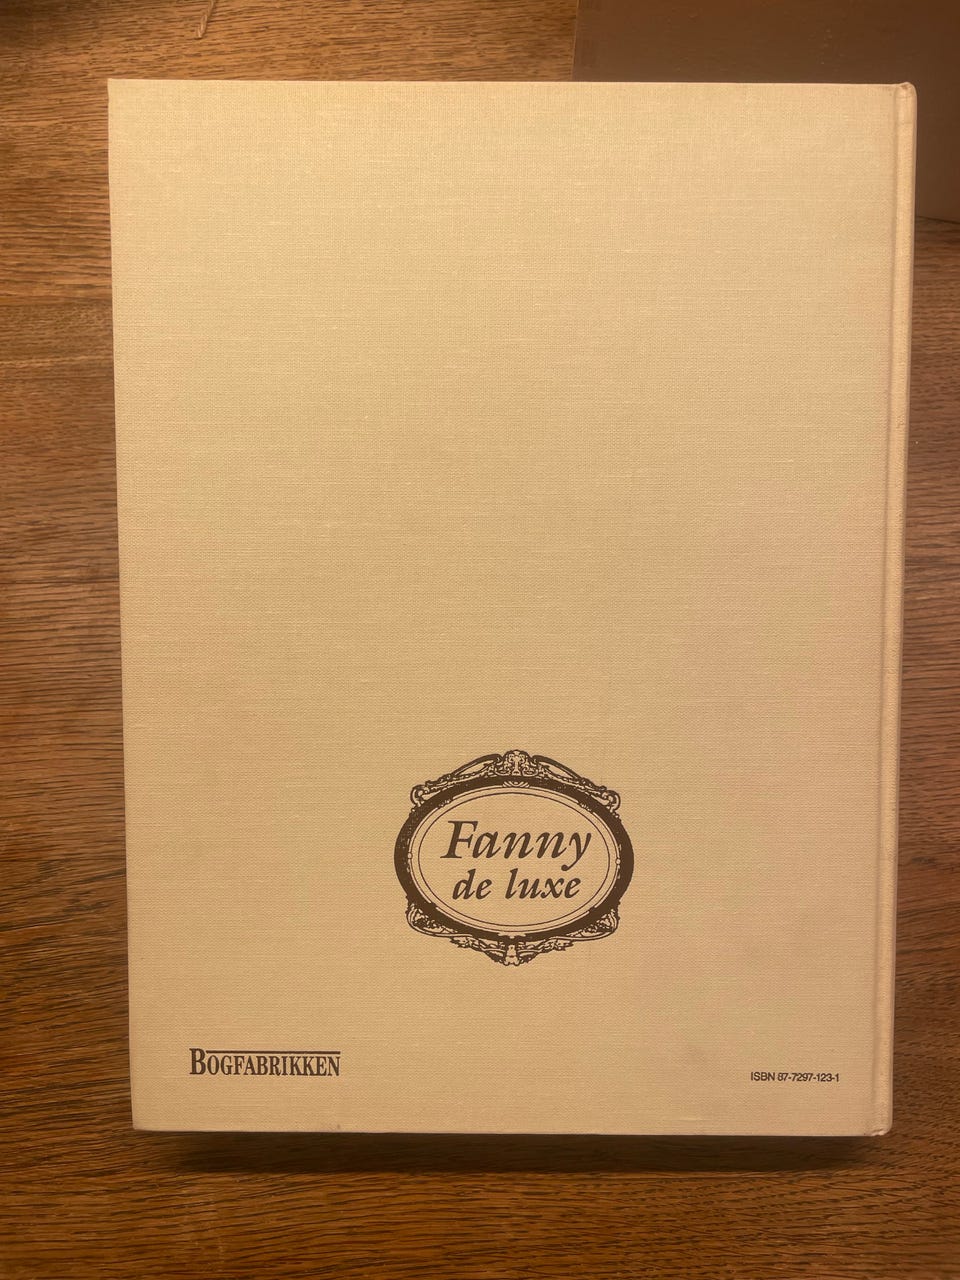 Fanny
de luxe
BOGFABRIKKEN
ISBN 87-7297-123-1